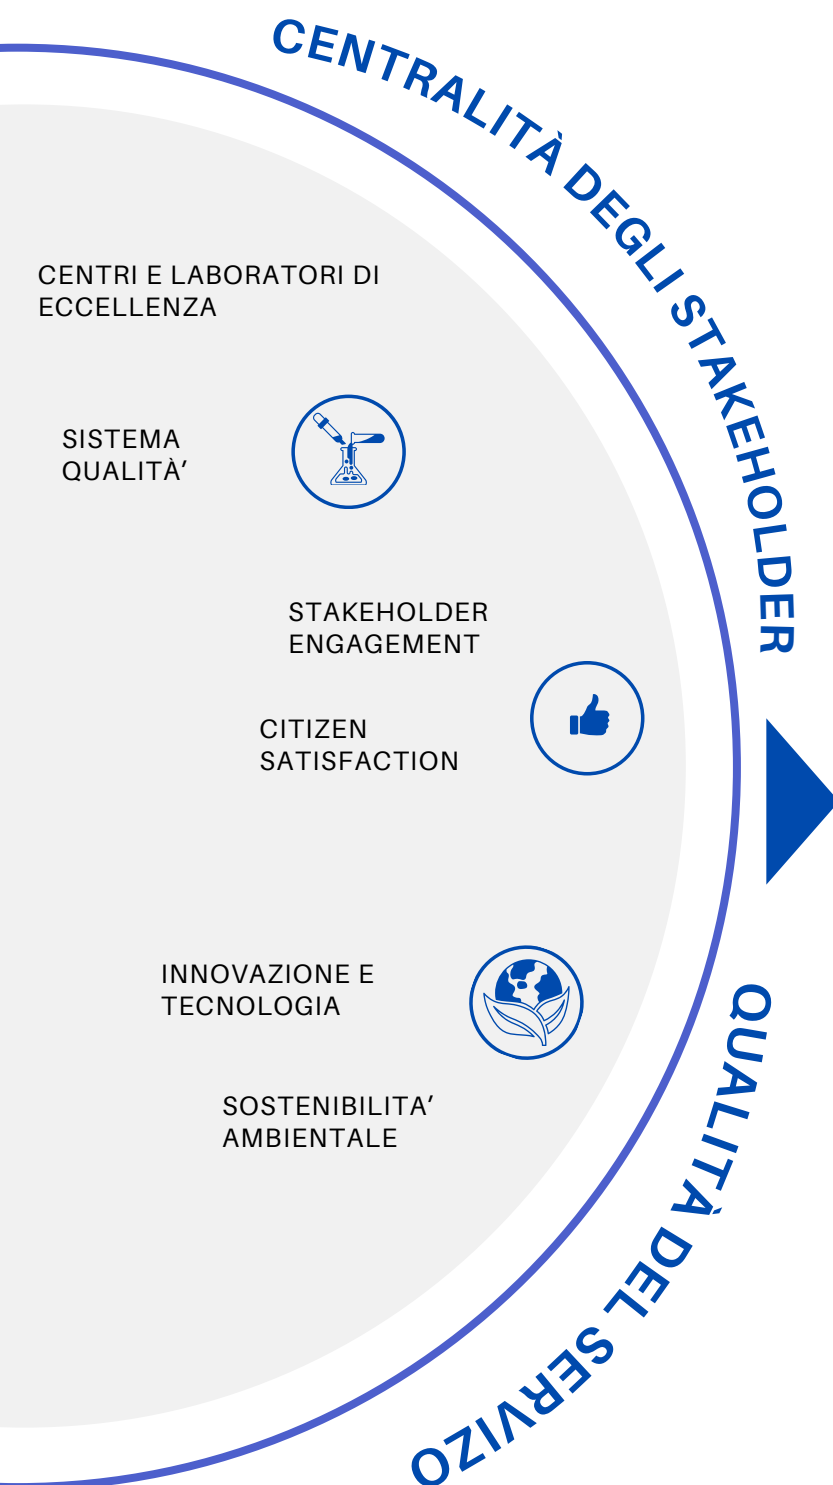 CENTRALITÀ DEGLI STAKEHOLDER
CENTRI E LABORATORI DI
ECCELLENZA
SISTEMA
QUALITÀ’
STAKEHOLDER
ENGAGEMENT
CITIZEN
SATISFACTION
INNOVAZIONE E
TECNOLOGIA
SOSTENIBILITA’
AMBIENTALE
QUALITÀ DEL SERVIZO